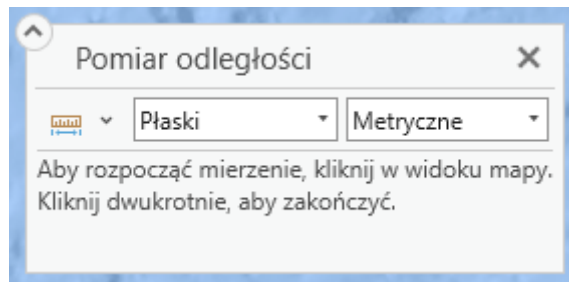 Pomiar odległości
Płaski
Metryczne
Aby rozpocząć mierzenie, kliknij w widoku mapy.
Kliknij dwukrotnie, aby zakończyć.